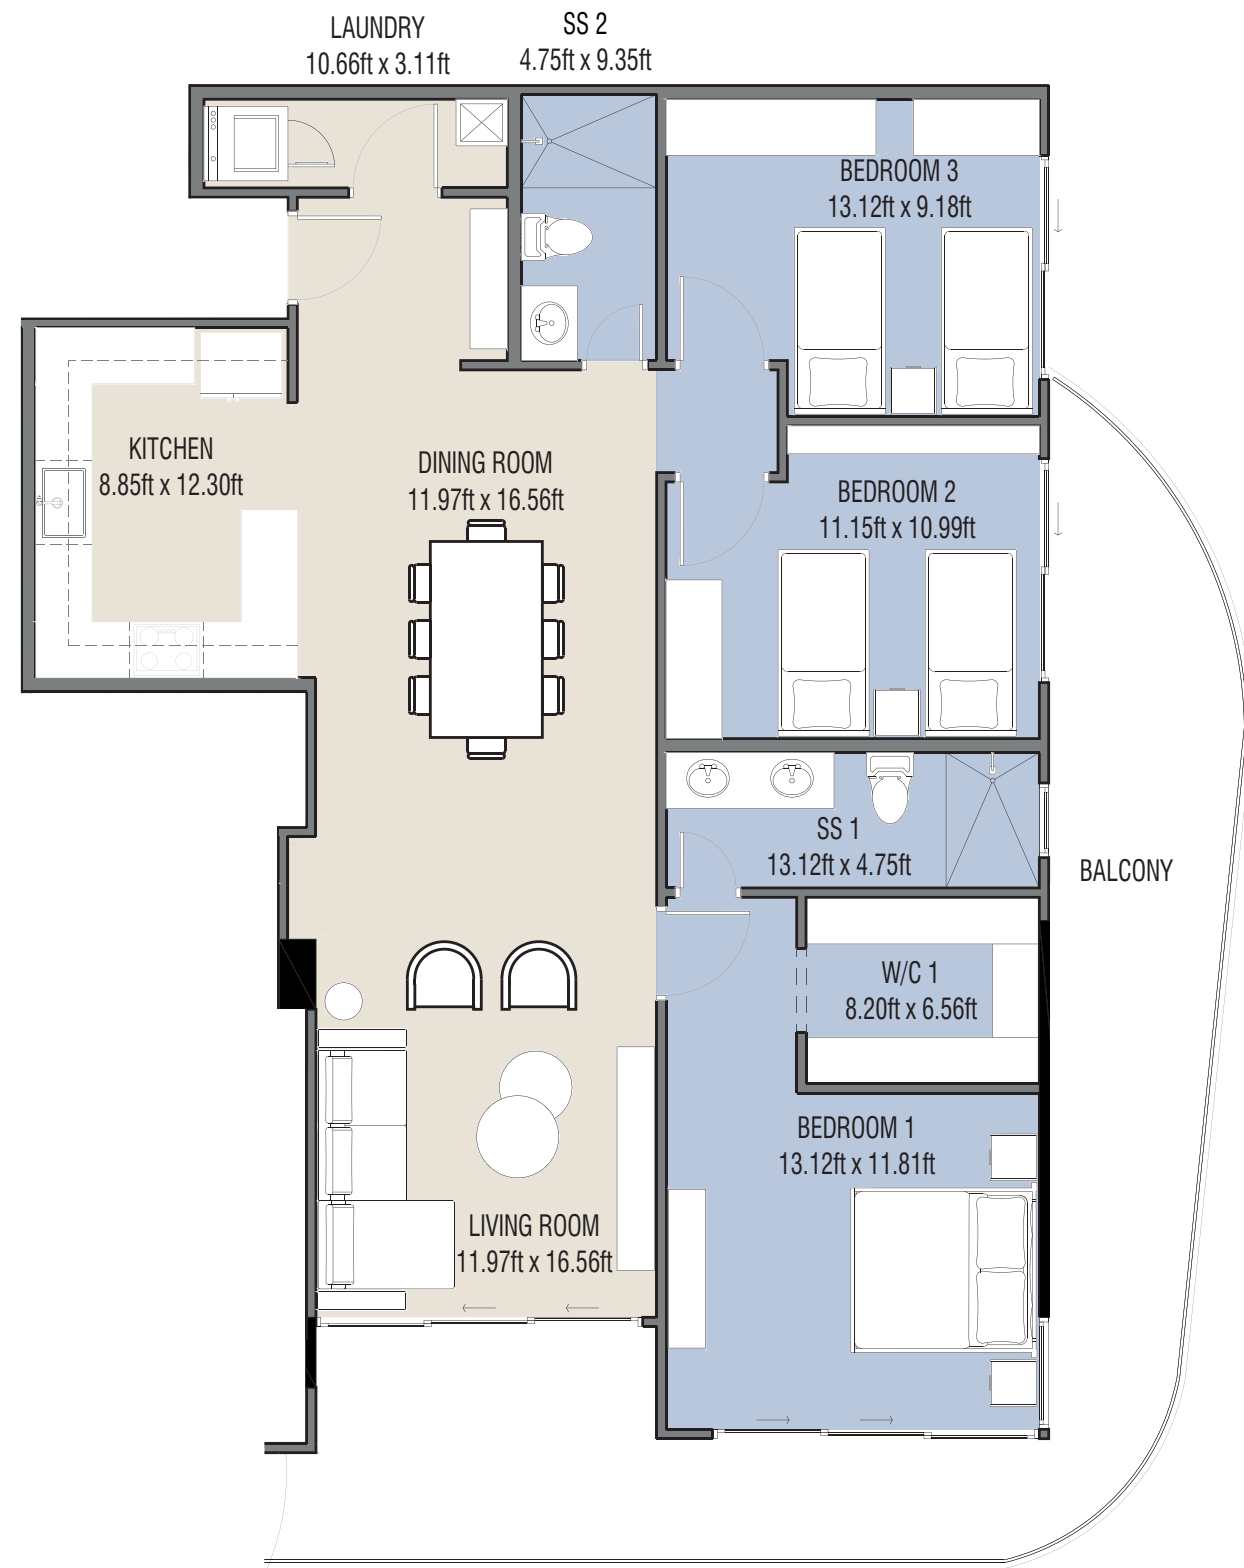 LAUNDRY
10.66ft x 3.11ft
SS 2
4.75ft x 9.35ft
BEDROOM 3
13.12ft x 9.18ft
KITCHEN
8.85ft x 12.30ft
DINING ROOM
11.97ft x 16.56ft
BEDROOM 2
11.15ft x 10.99ft
SS 1
13.12ft x 4.75ft
BALCONY
W/C 1
8.20ft x 6.56ft
BEDROOM 1
13.12ft x 11.81ft
LIVING ROOM
11.97ft x 16.56ft